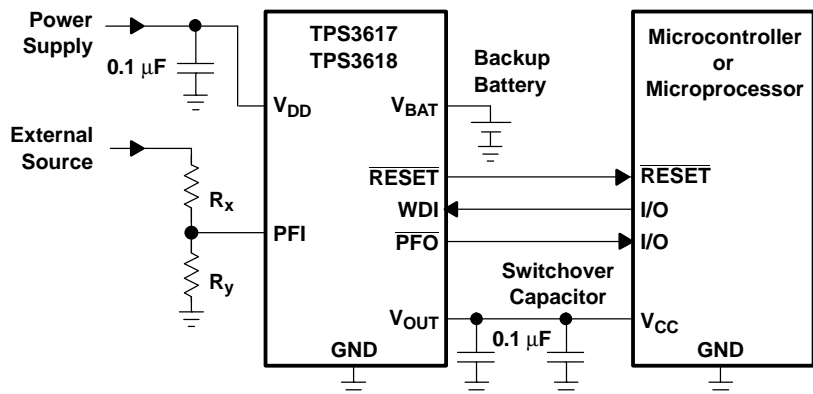 Power
Supply
0.1 μF
TPS3617
TPS3618
Backup
Battery
Microcontroller
or
Microprocessor
VDD
VBAT
External
Source
RESET
RESET
Rx
WDI
I/O
PFI
PFO
I/O
Ry
Switchover
Capacitor
VOUT
0.1 μF
VCC
GND
GND